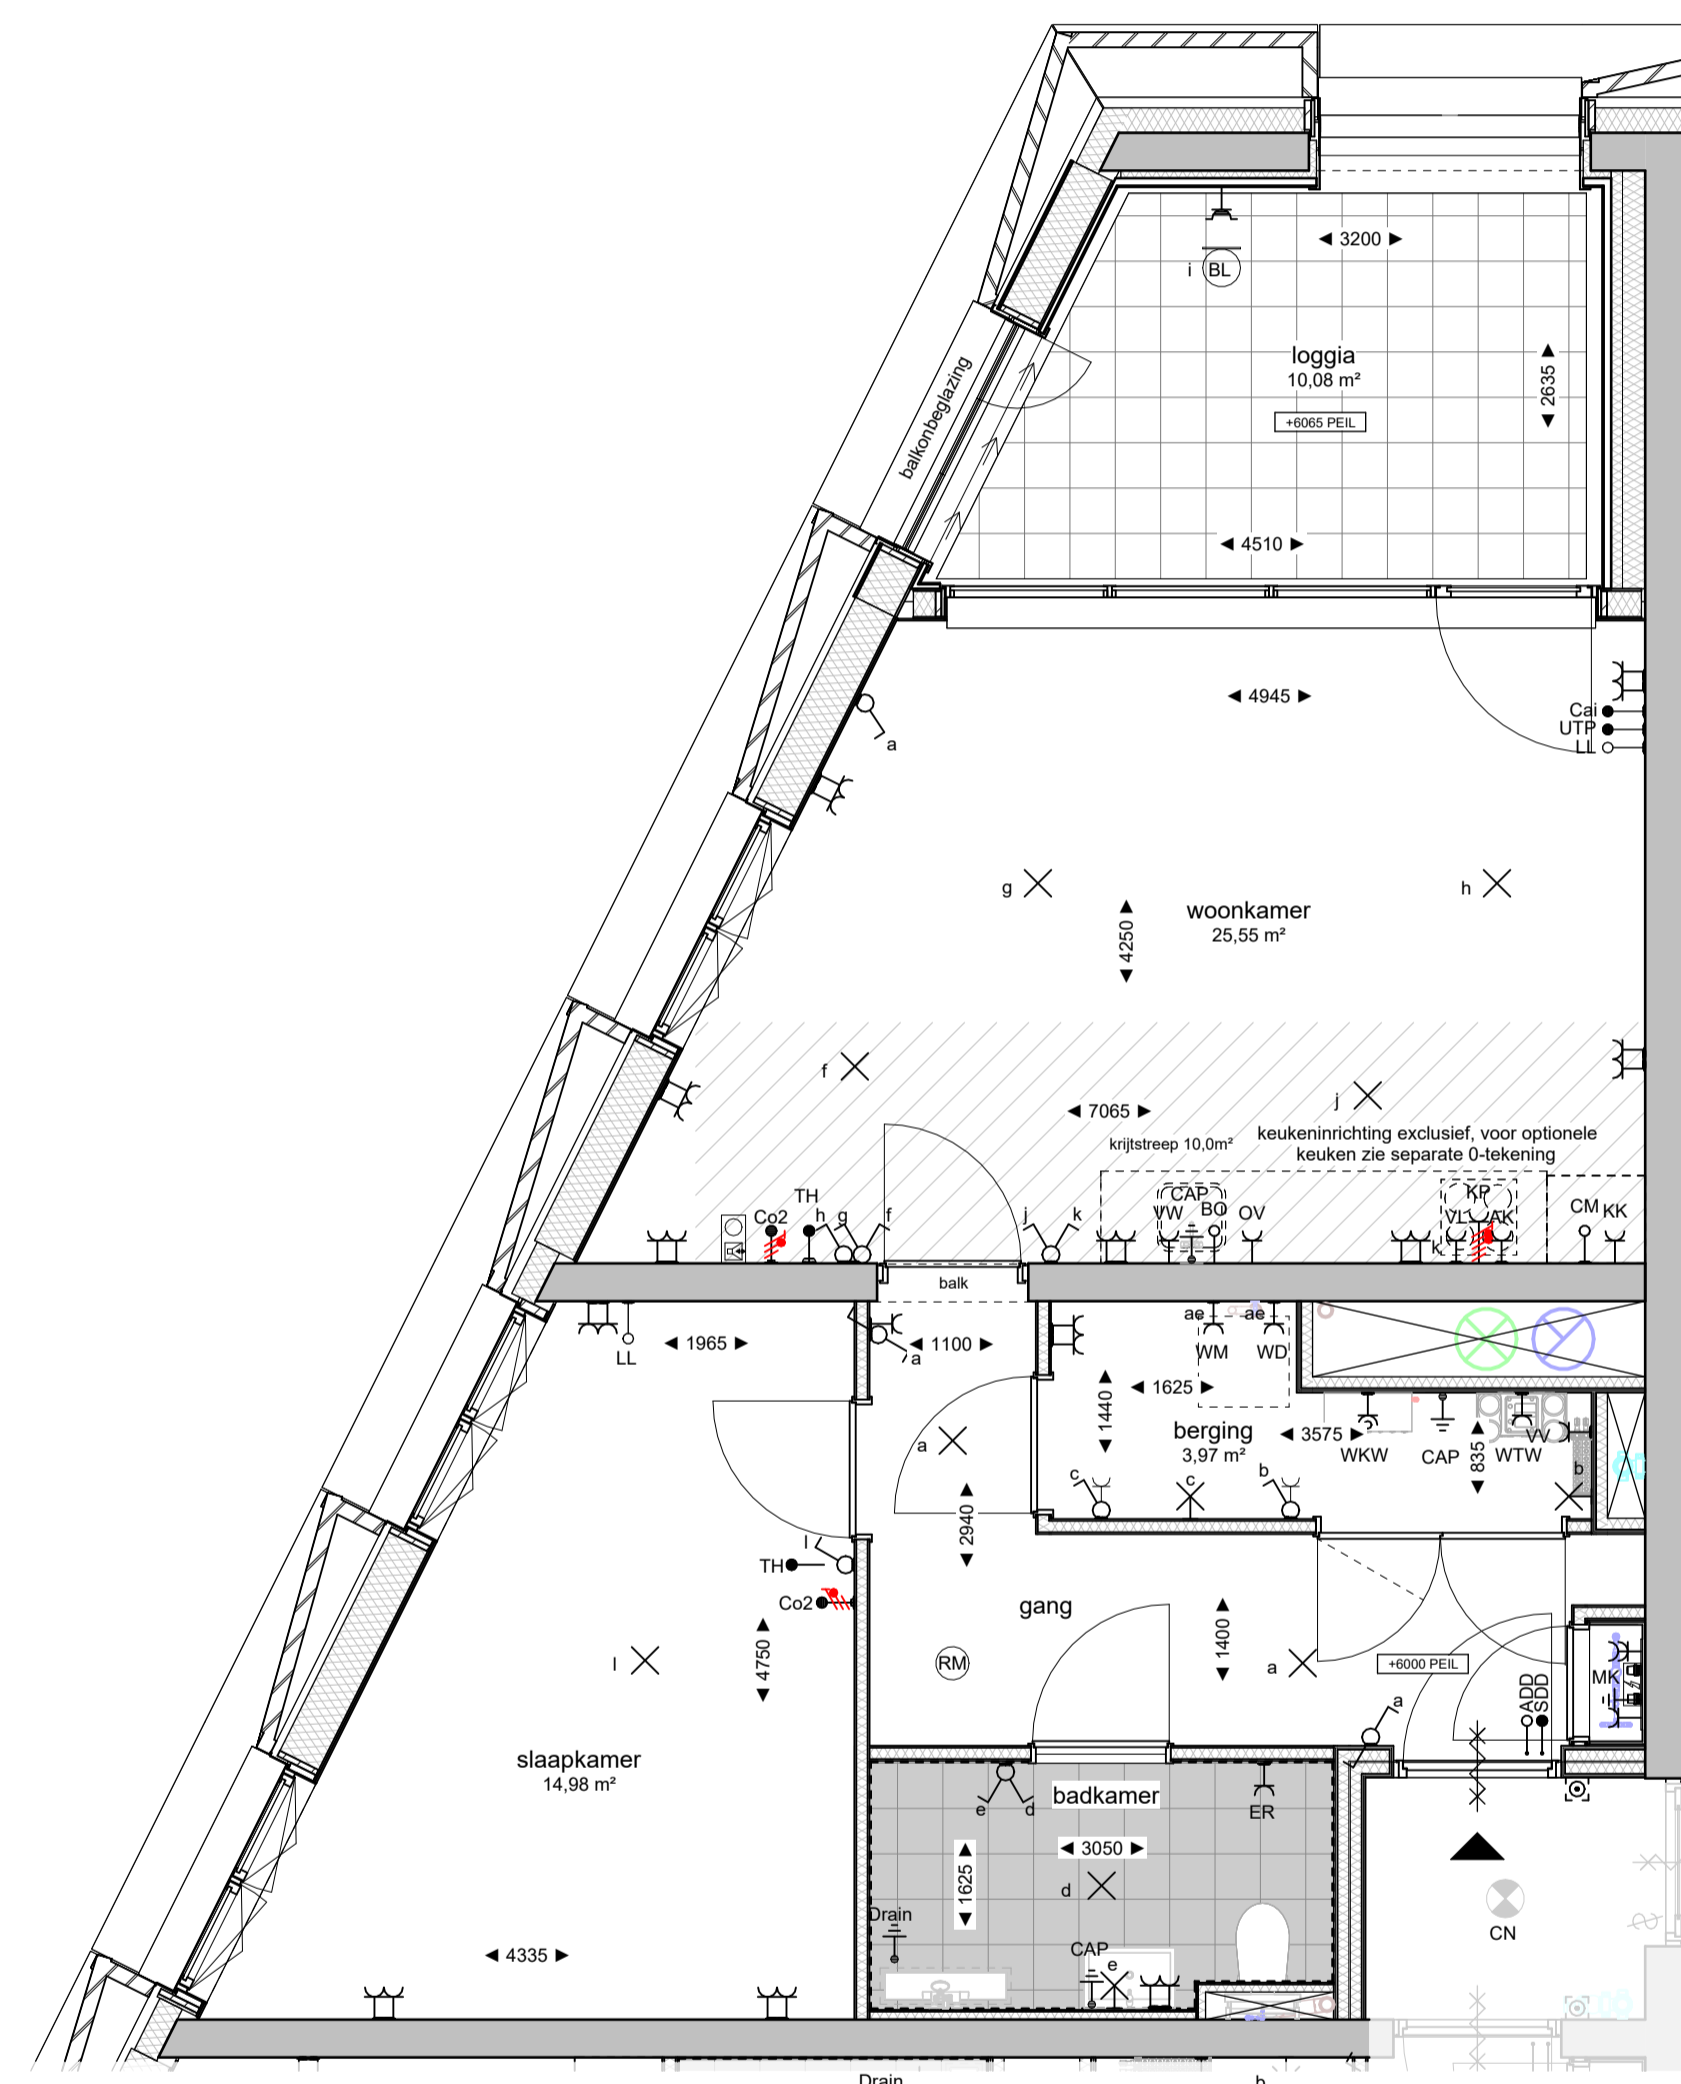 3200
i
BL
loggia
10,08 m²
2635
+6065 PEIL
balkonbeglazing
4510
4945
Cai
UTP
LL
a
g
h
woonkamer
25,55 m²
4250
f
j
7065
krijtstreep 10,0m²
keukeninrichting exclusief, voor optionele
keuken zie separate 0-tekening
TH
Co2
h
g
f
j
k
CAP
VW
BO
OV
KP
VL
AK
k
CM
KK
balk
1965
LL
a
1100
ae
ae
WM
WD
1625
1440
berging
3,97 m²
3575
WKW
CAP
835
WTW
VV
b
a
c
c
b
2940
l
TH
Co2
gang
4750
l
RM
1400
a
+6000 PEIL
MK
ADD
SDD
a
slaapkamer
14,98 m²
e
d
badkamer
ER
3050
1625
d
Drain
CAP
e
CN
4335
Drain
b